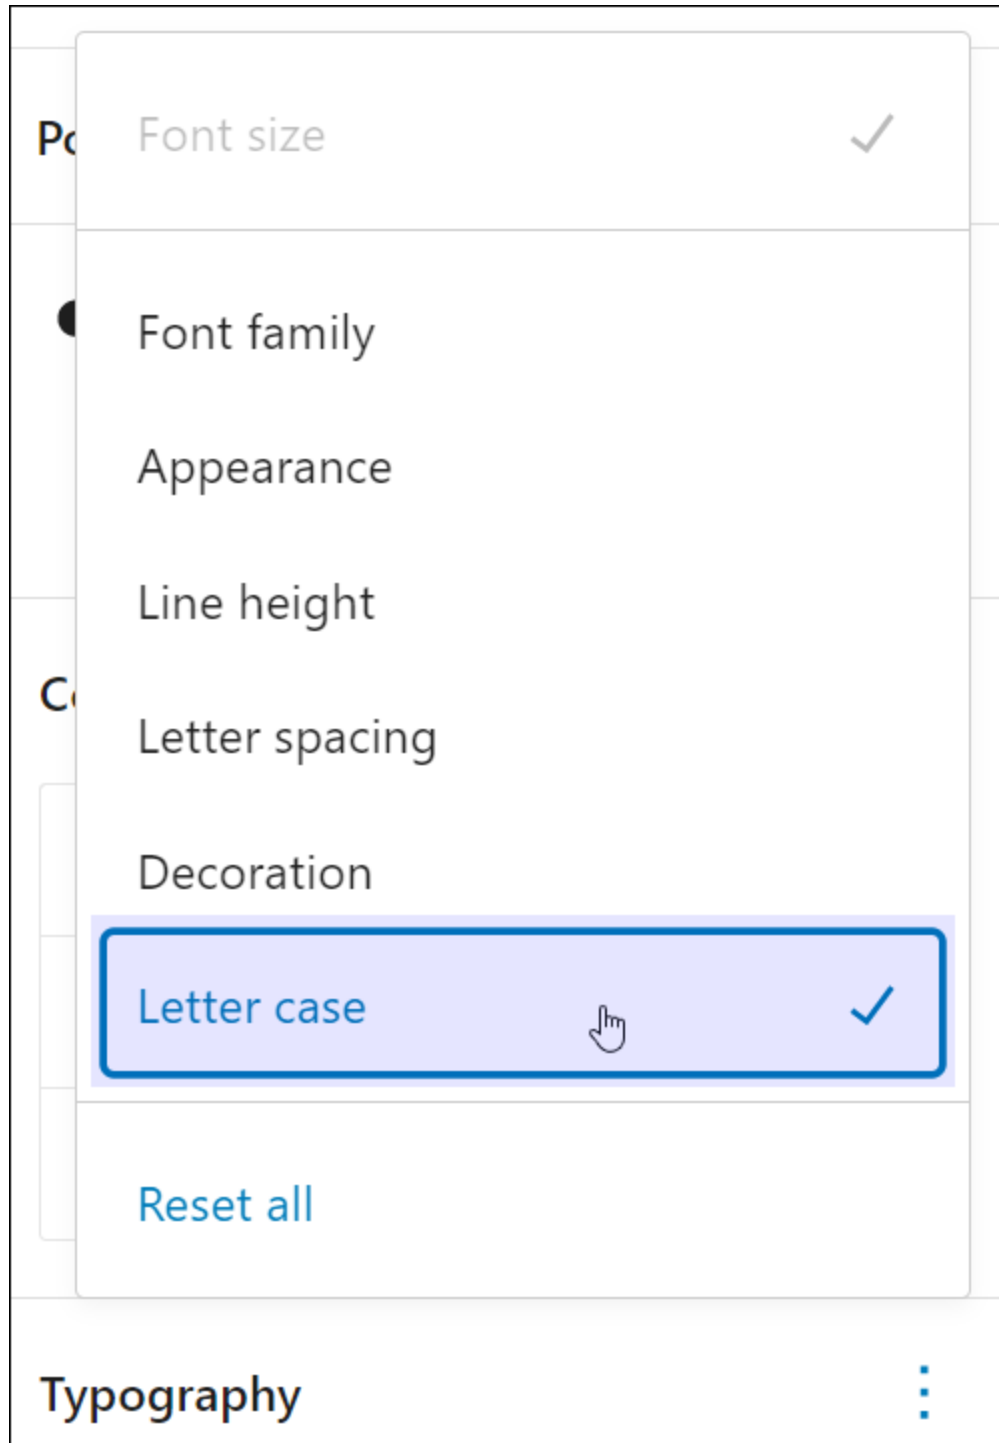 Font size
Font family
Appearance
Line height
Letter spacing
Decoration
Letter case
Reset all
Typography